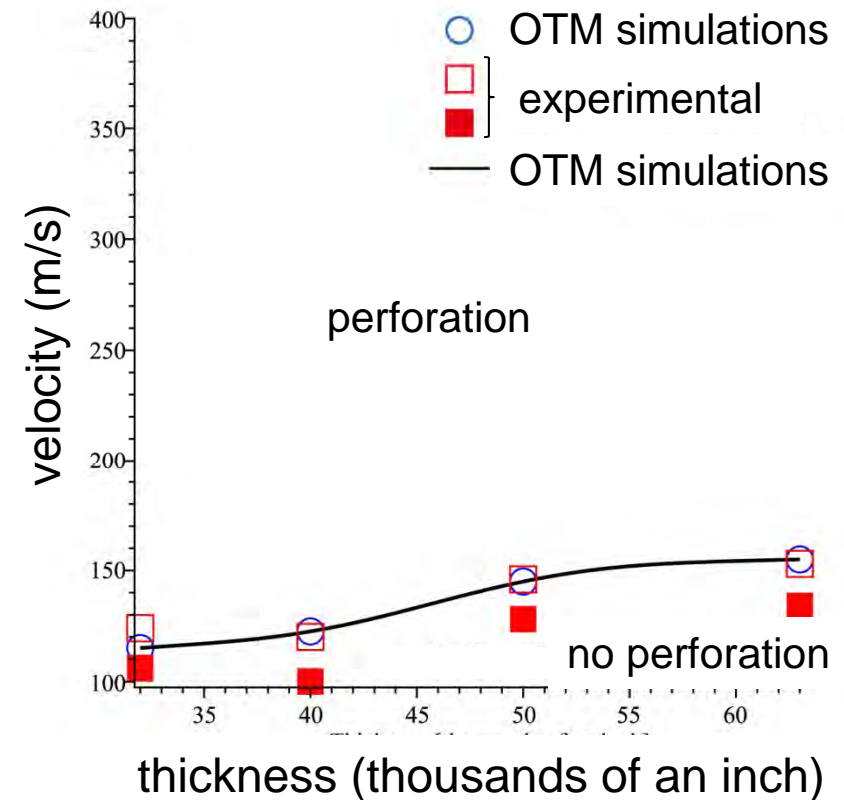 400
OTM simulations
experimental
350
OTM simulations
300
perforation
250
velocity (m/s)
200
150
no perforation
100
35 40 45 50 55 60
thickness (thousands of an inch)